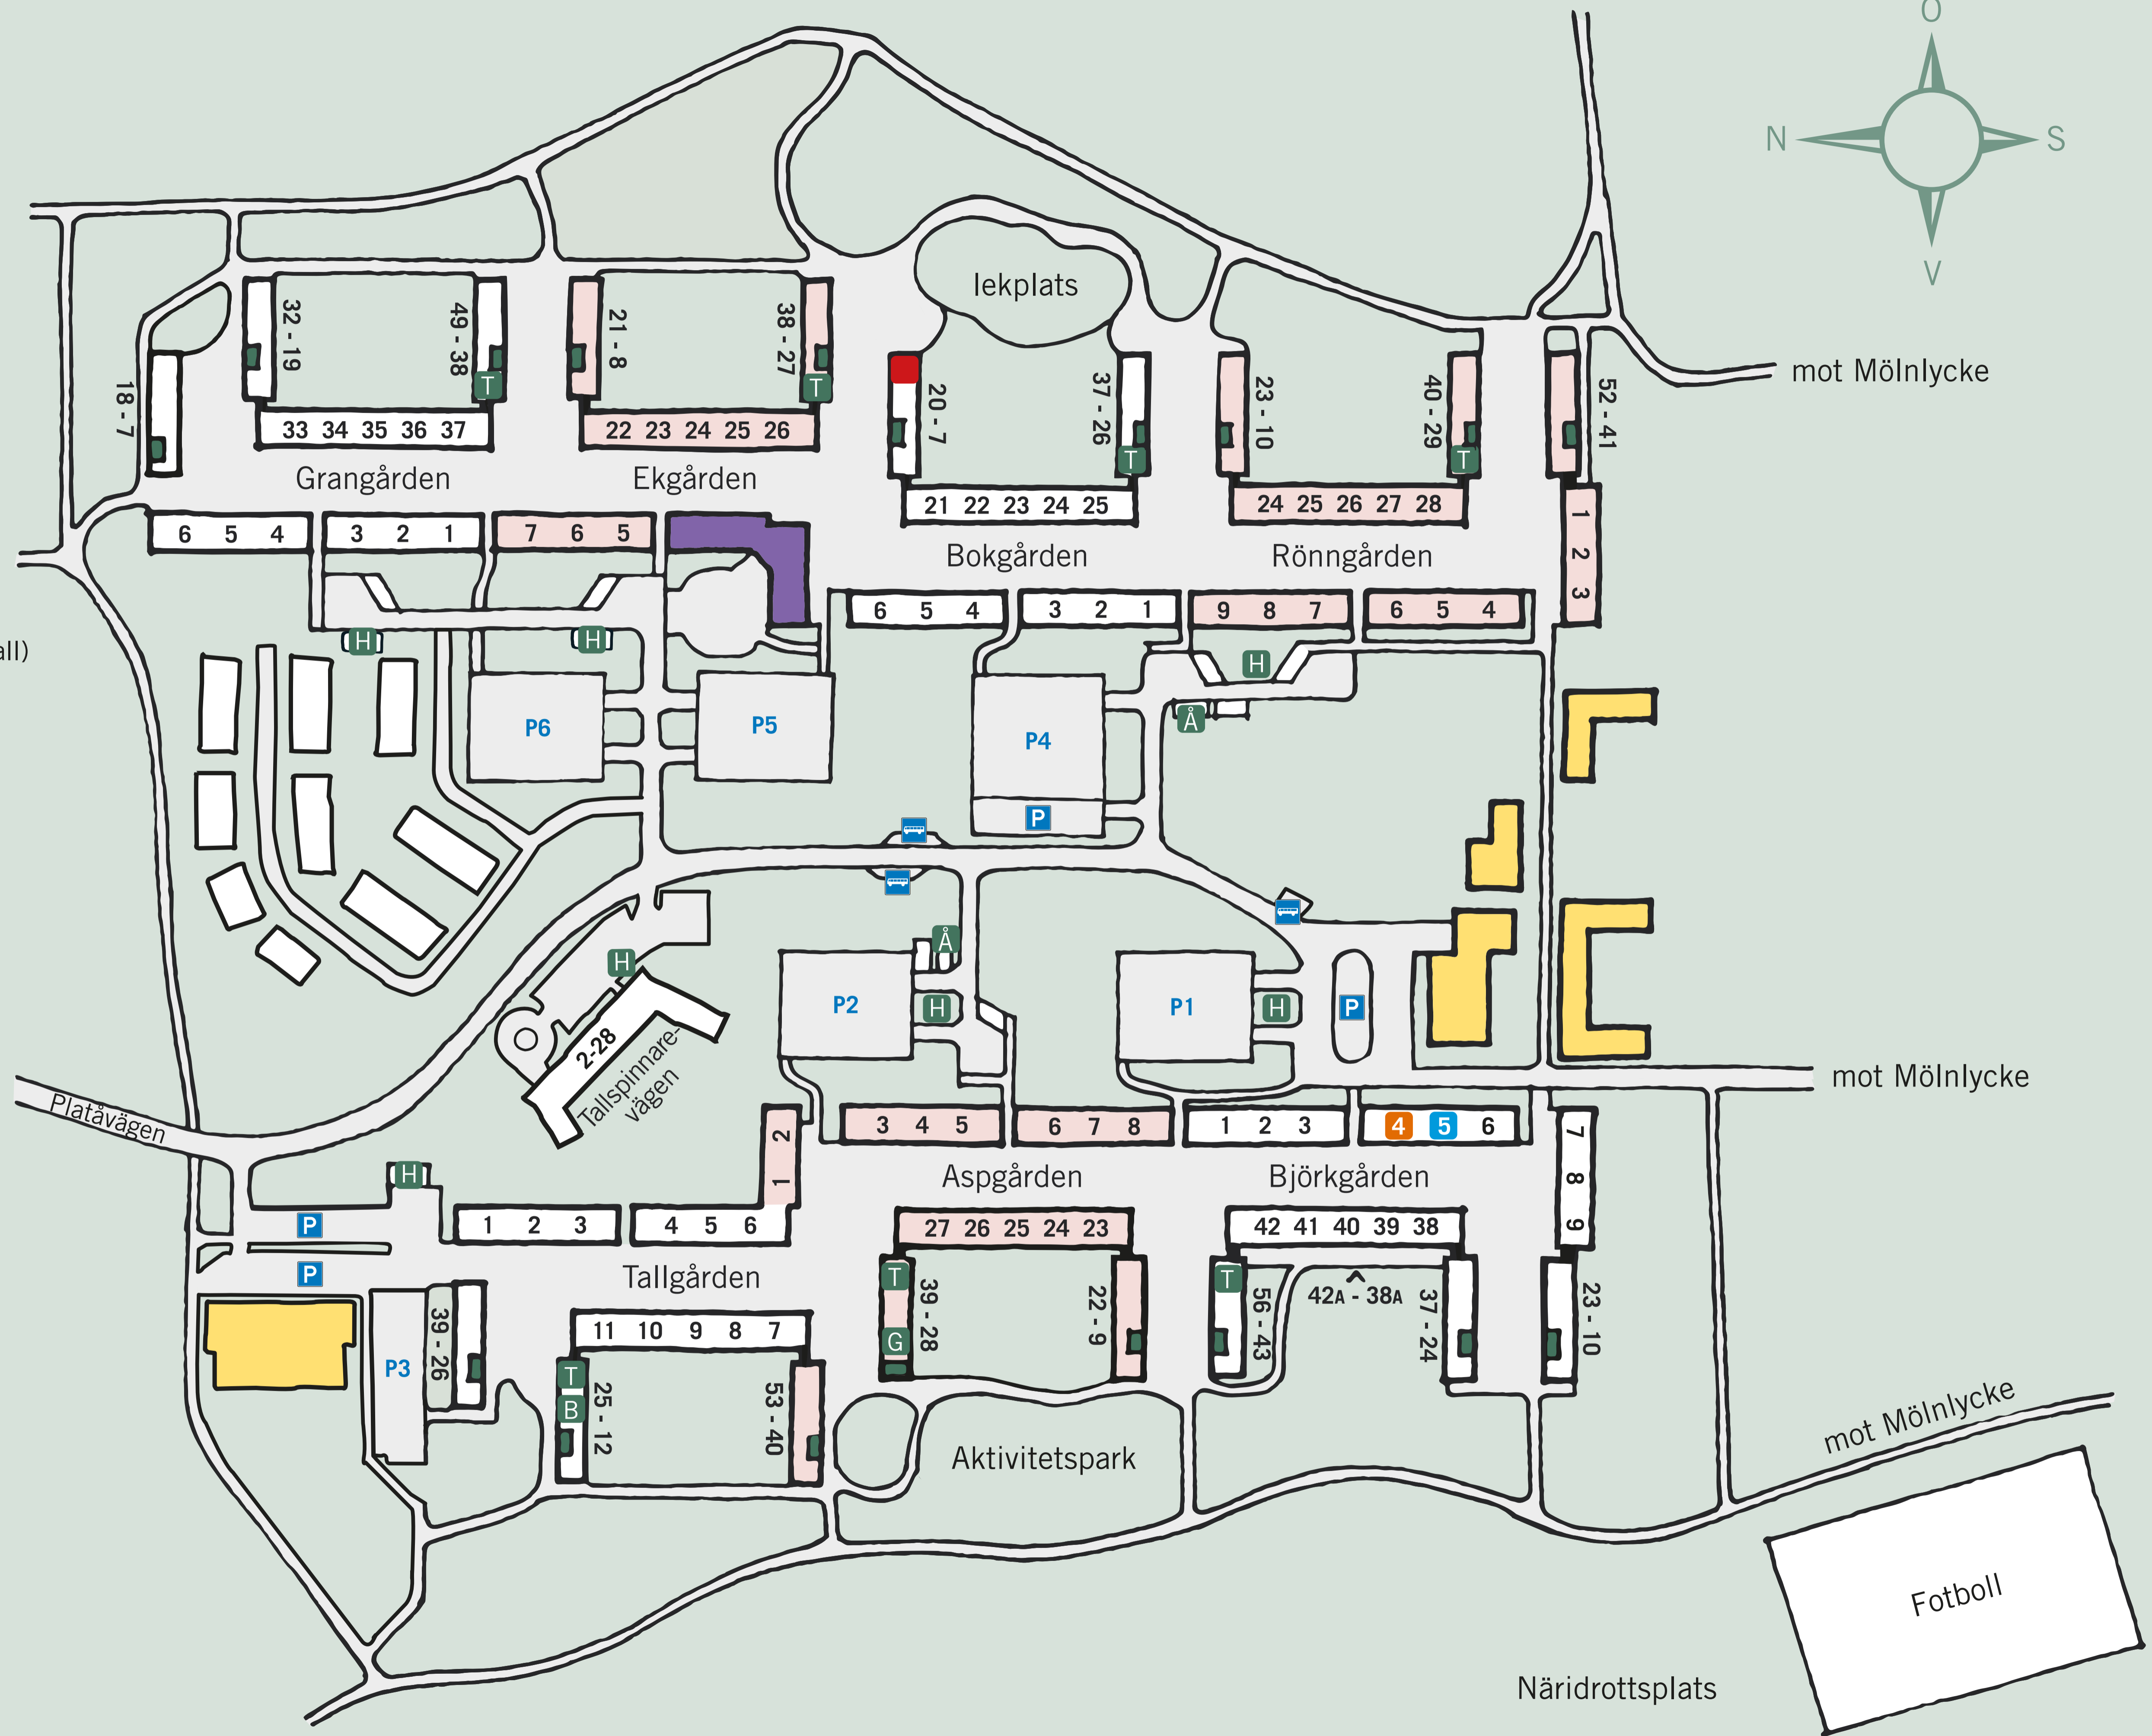 O
N S
V
lekplats
mot Mölnlycke
32 - 19
49 - 38
T
21 - 8
38 - 27
T
18 - 7
33 34 35 36 37
22 23 24 25 26
20 - 7
37 - 26
T
23 - 10
40 - 29
T
52 - 41
Grangården
Ekgården
21 22 23 24 25
24 25 26 27 28
6 5 4
3 2 1
7 6 5
1 2 3
Bokgården
Rönngården
6 5 4
3 2 1
9 8 7
6 5 4
all)
H
H
H
Å
P6
P5
P4
P
H
Å
2-28
Tallspinnare-
vägen
P2
H
P1
H
P
mot Mölnlycke
Platåvägen
2 1
3 4 5
6 7 8
1 2 3
4 5 6
7 8 9
H
Aspgården
Björkgården
P
P
1 2 3
4 5 6
27 26 25 24 23
42 41 40 39 38
Tallgården
T
39 - 28
G
22 - 9
T
56 - 43
42A - 38A
37 - 24
23 - 10
39 - 26
P3
11 10 9 8 7
T
B
25 - 12
53 - 40
Aktivitetspark
mot Mölnlycke
Fotboll
Näridrottsplats